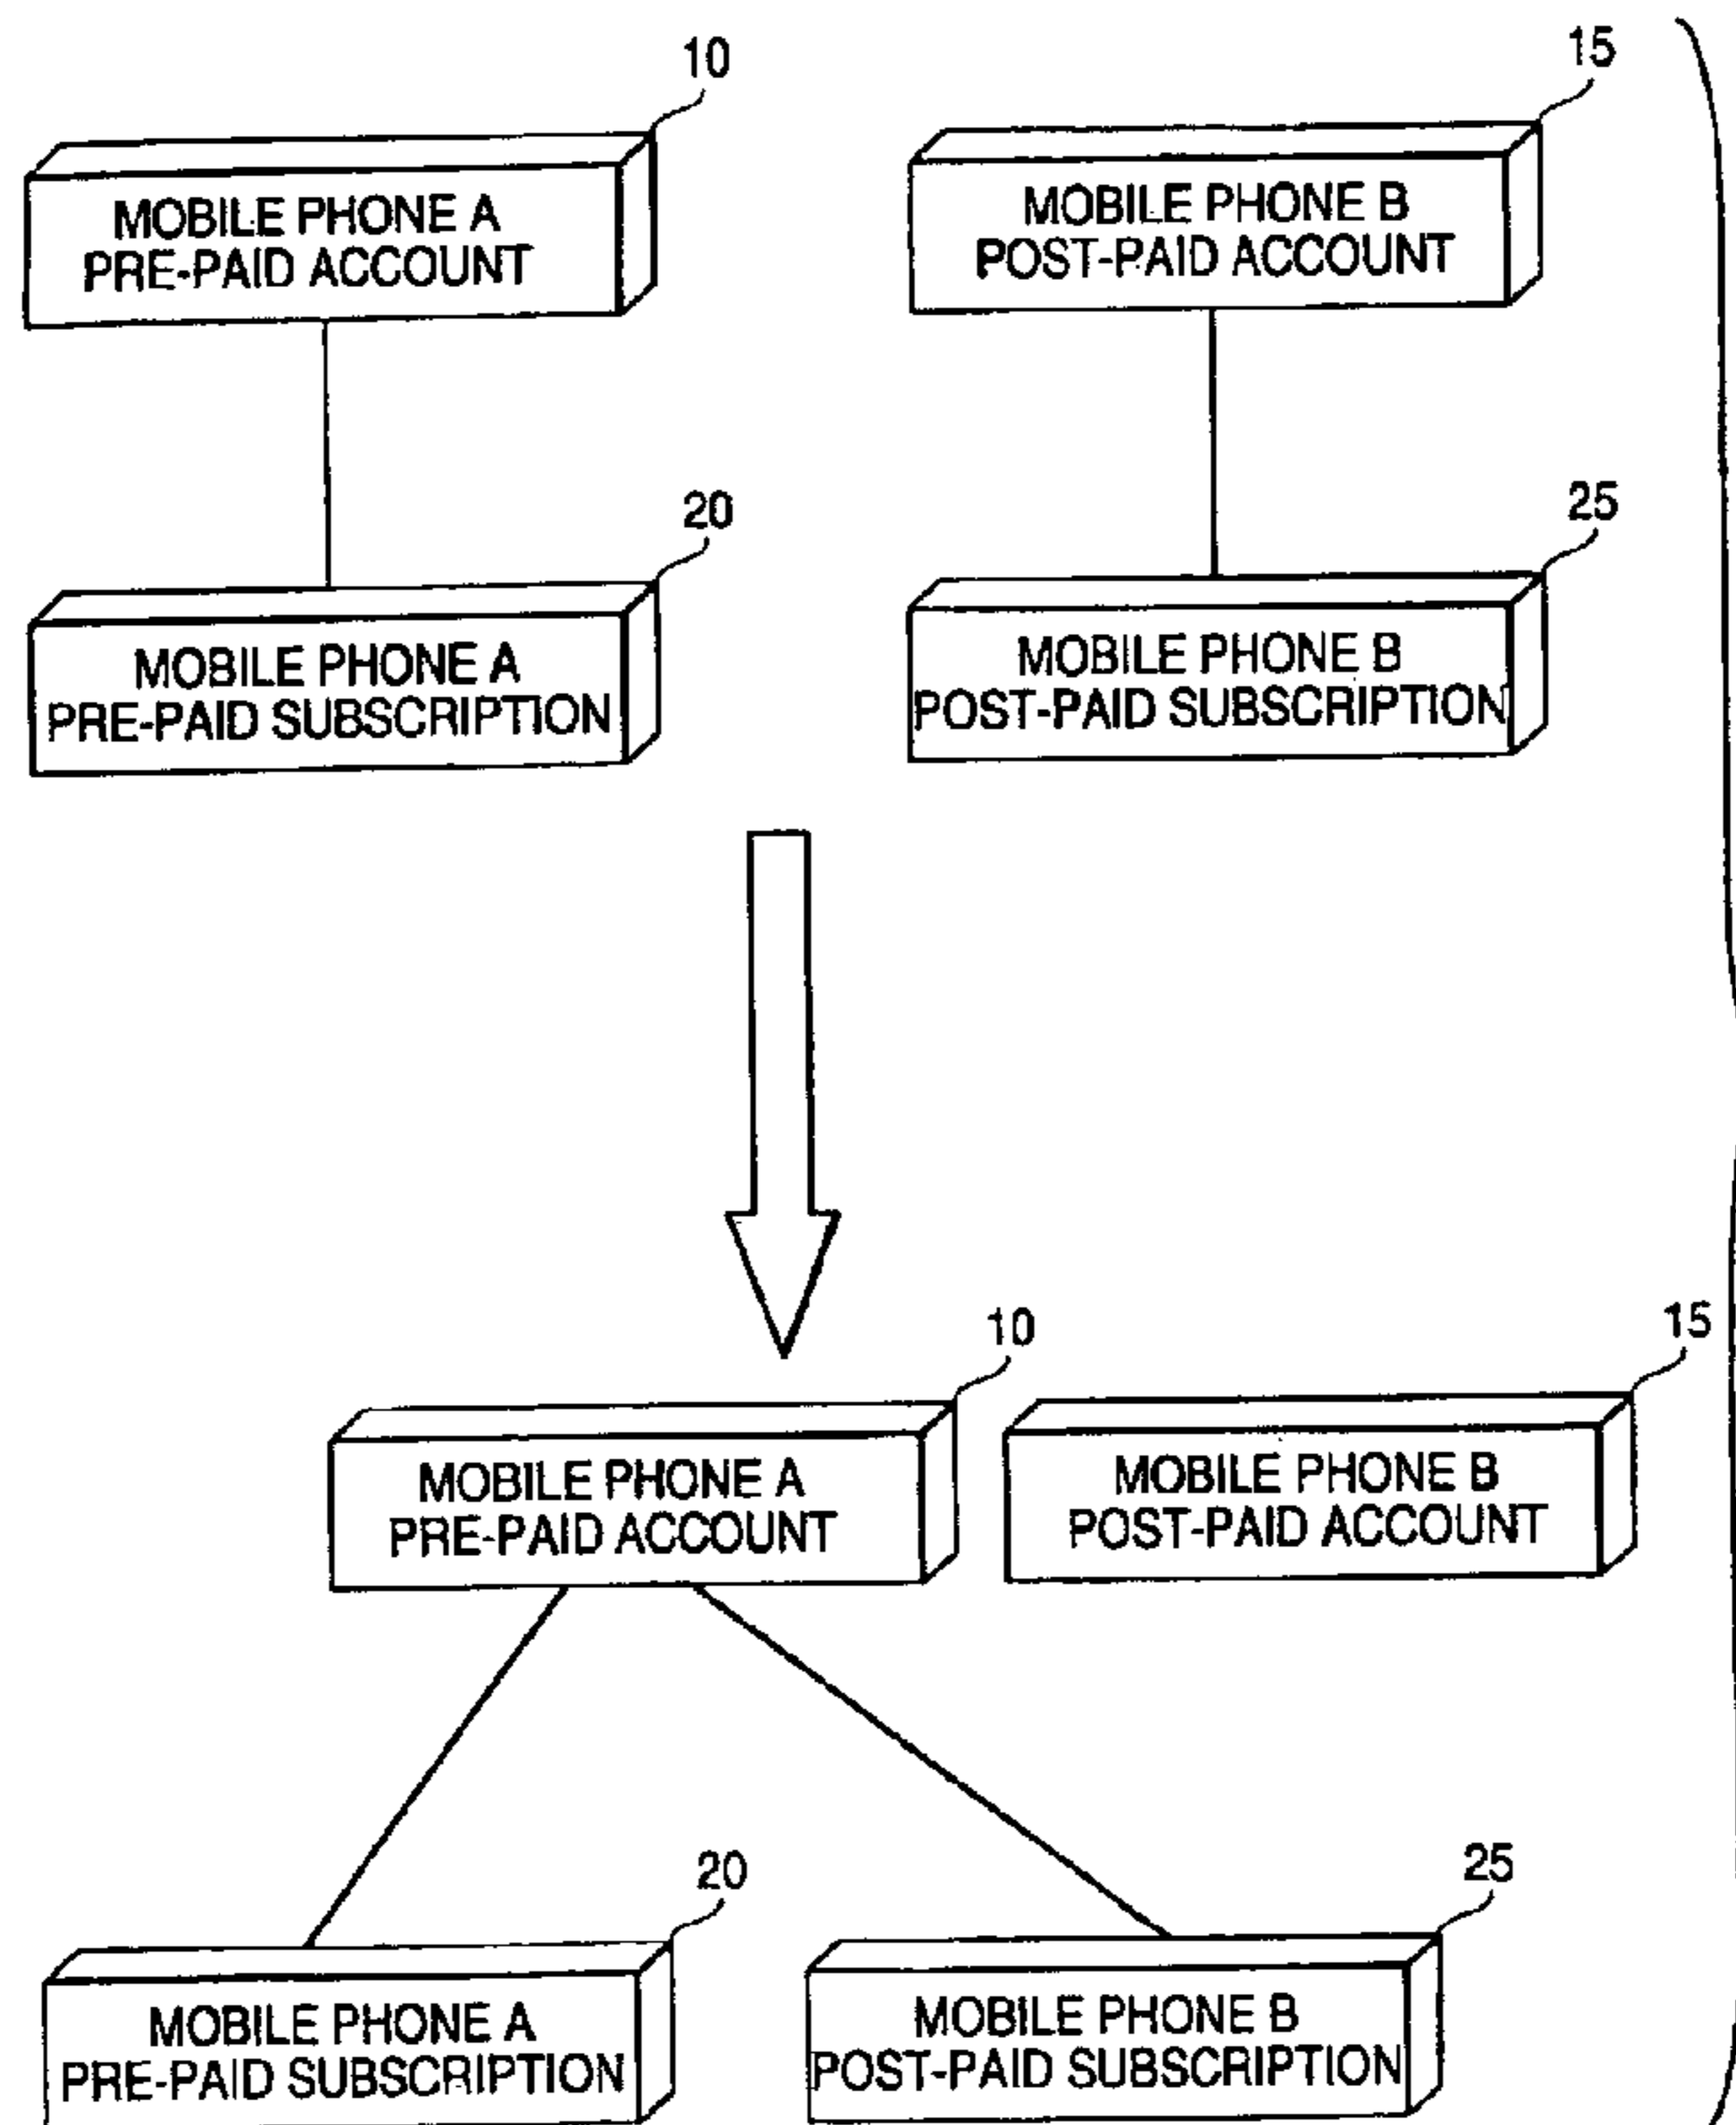 10
15
MOBILE PHONE A
PRE-PAID ACCOUNT
MOBILE PHONE B
POST-PAID ACCOUNT
20
25
MOBILE PHONE A
PRE-PAID SUBSCRIPTION
MOBILE PHONE B
POST-PAID SUBSCRIPTION
10
15
MOBILE PHONE A
PRE-PAID ACCOUNT
MOBILE PHONE B
POST-PAID ACCOUNT
20
25
MOBILE PHONE A
PRE-PAID SUBSCRIPTION
MOBILE PHONE B
POST-PAID SUBSCRIPTION